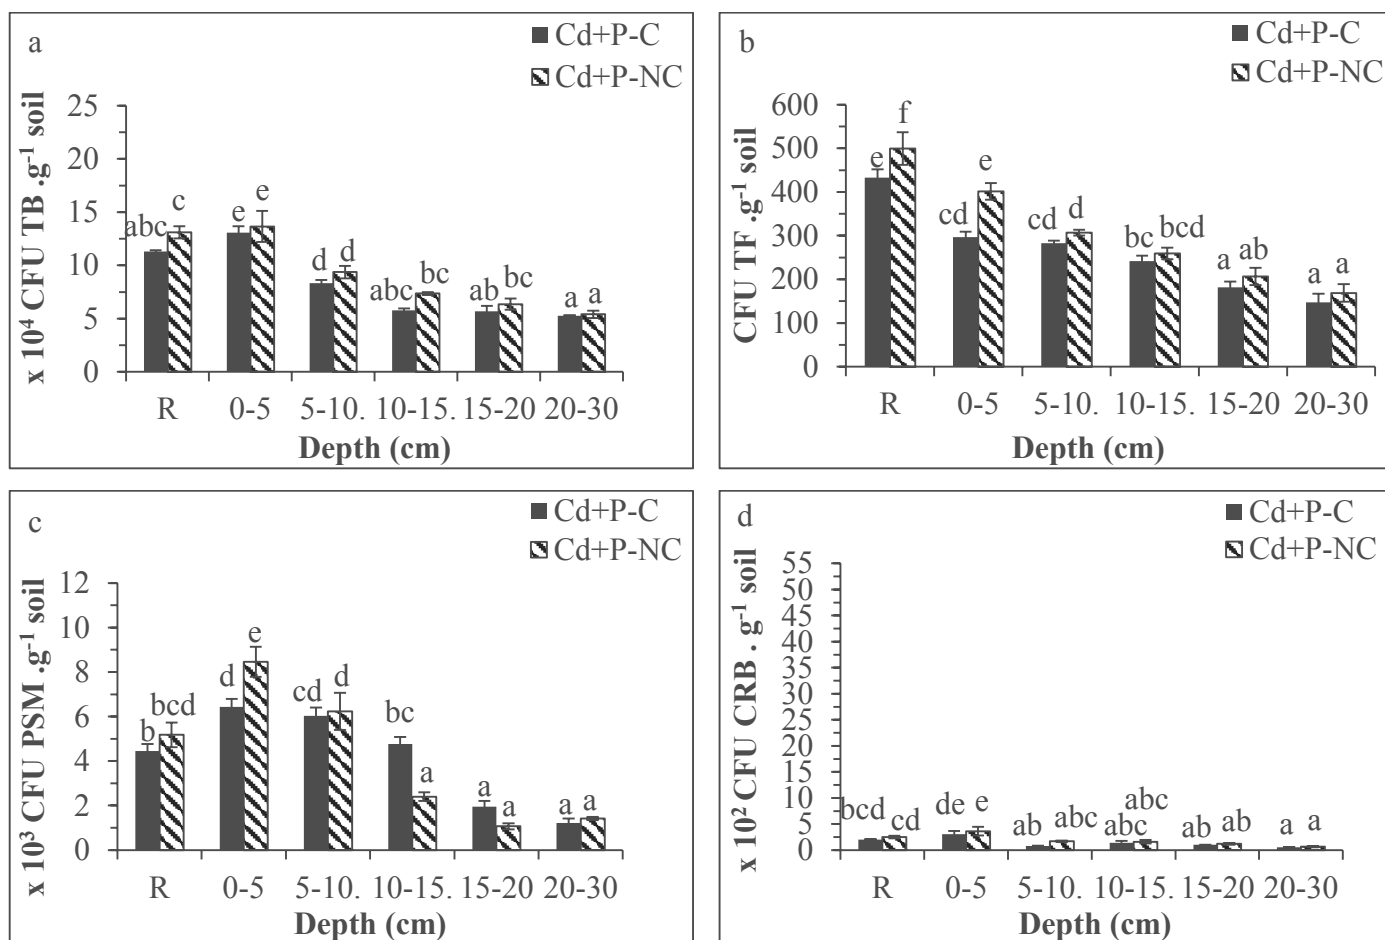 a
Cd+P-C
Cd+P-NC
x 10⁴ CFU TB .g⁻¹ soil
25
20
15
10
5
0
abc c e e d d abc bc ab bc a a
R 0-5 5-10. 10-15. 15-20 20-30
Depth (cm)
b
Cd+P-C
Cd+P-NC
CFU TF .g⁻¹ soil
600
500
400
300
200
100
0
e f cd e cd d bc bcd a ab a a
R 0-5 5-10. 10-15. 15-20 20-30
Depth (cm)
c
Cd+P-C
Cd+P-NC
x 10³ CFU PSM .g⁻¹ soil
12
10
8
6
4
2
0
b bcd d e cd d bc a a a a a
R 0-5 5-10. 10-15. 15-20 20-30
Depth (cm)
d
Cd+P-C
Cd+P-NC
x 10² CFU CRB . g⁻¹ soil
55
50
45
40
35
30
25
20
15
10
5
0
bcd cd de e ab abc abc abc ab ab a a
R 0-5 5-10. 10-15. 15-20 20-30
Depth (cm)